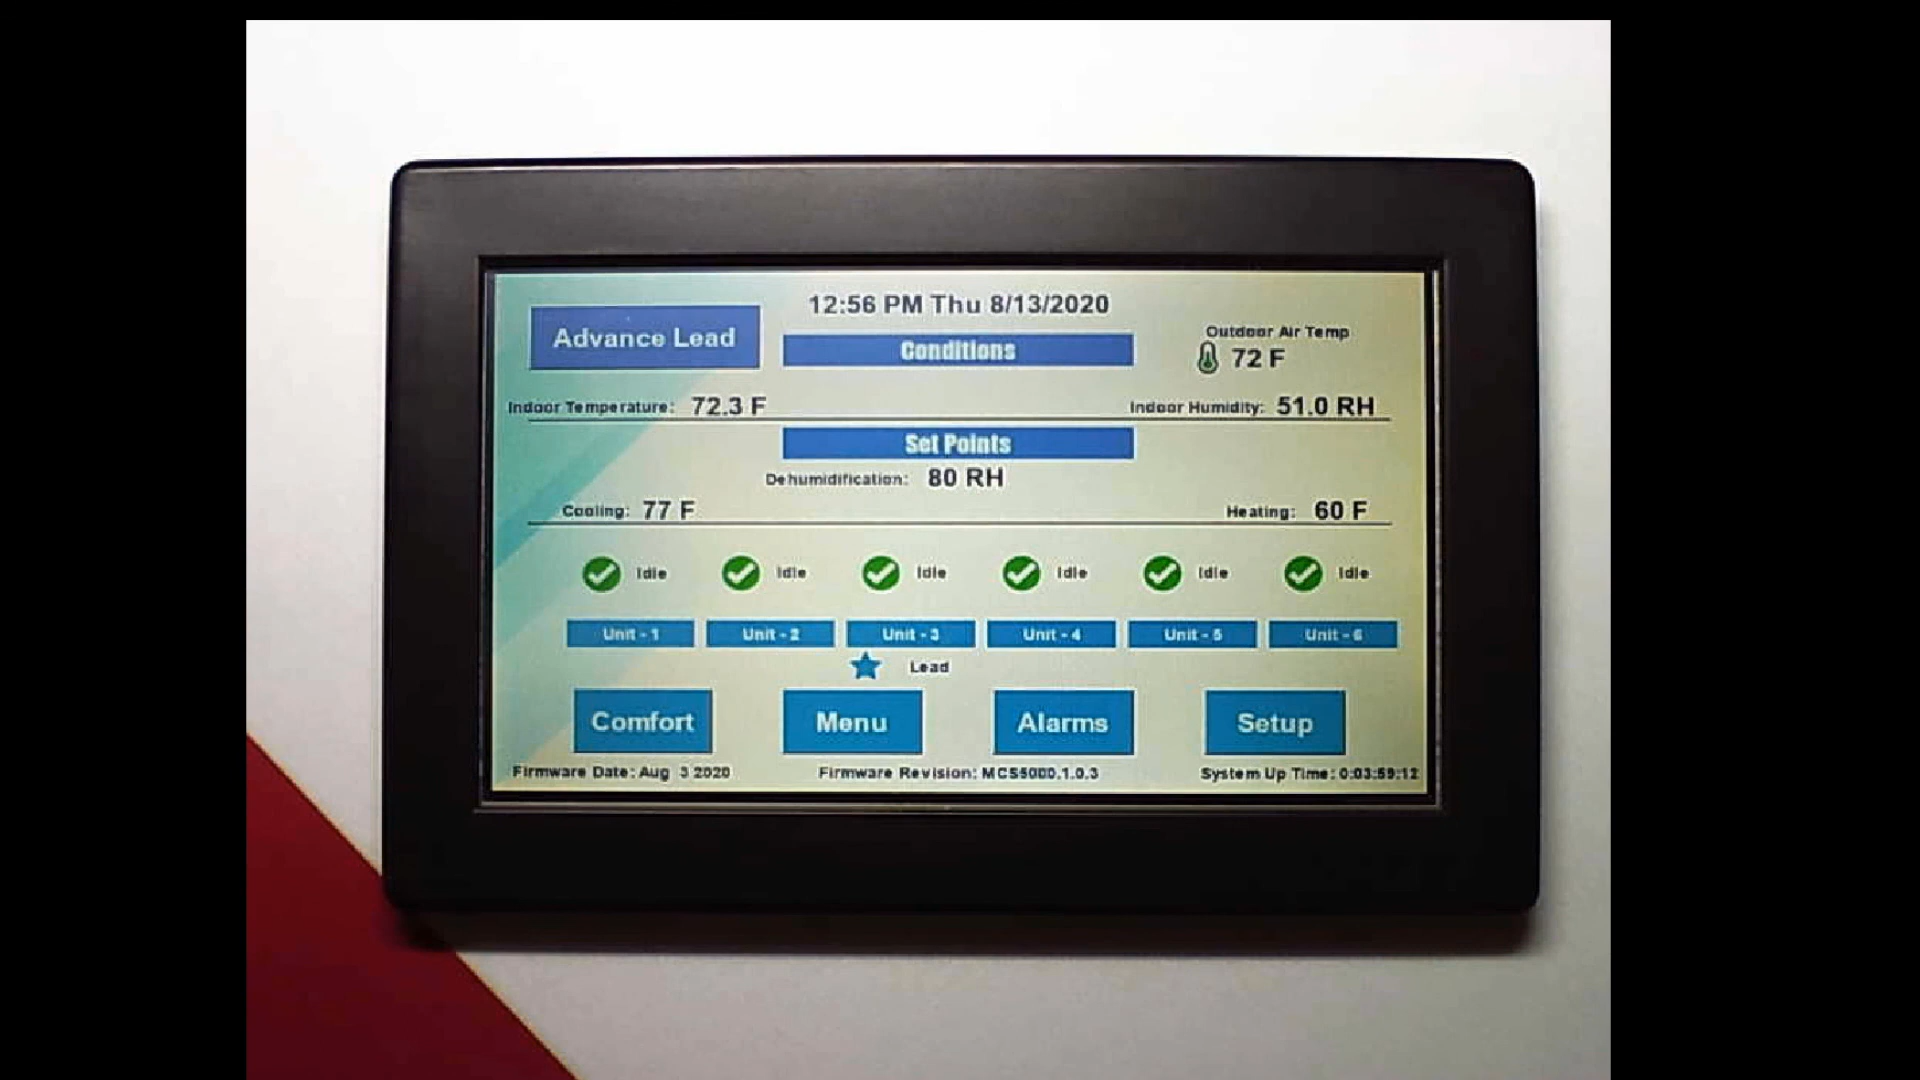 12:56 PM Thu 8/13/2020
Advance Lead
Conditions
Outdoor Air Temp
72 F
Indoor Temperature: 72.3 F
Indoor Humidity: 51.0 RH
Set Points
Dehumidification: 80 RH
Cooling: 77 F
Heating: 60 F
Idle Idle Idle Idle Idle Idle
Unit - 1 Unit - 2 Unit - 3 Unit - 4 Unit - 5 Unit - 6
Lead
Comfort Menu Alarms Setup
Firmware Date: Aug 3 2020 Firmware Revision: MCS5000.1.0.3 System Up Time: 0:03:59:12